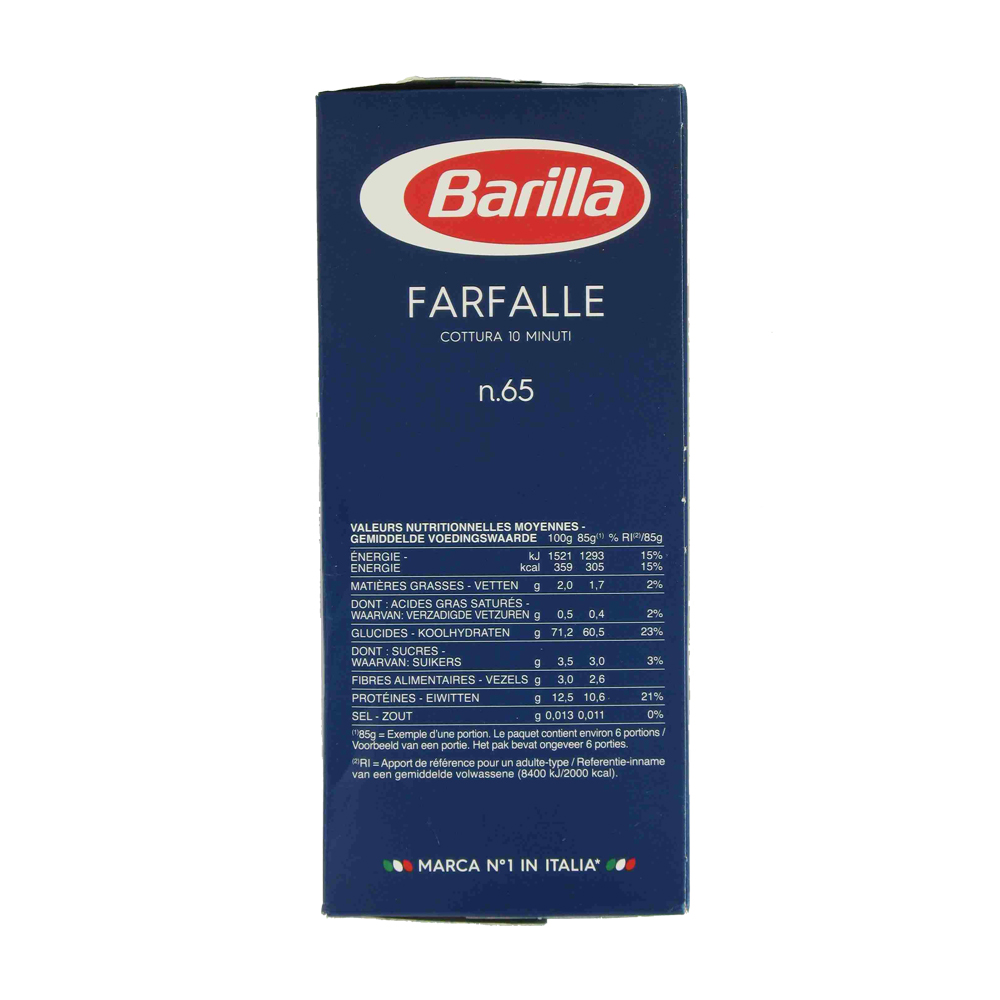 Barilla
FARFALLE
COTTURA 10 MINUTI
n.65
VALEURS NUTRITIONNELLES MOYENNES -
GEMIDDELDE VOEDINGSWAARDE 100g 85g⁽¹⁾ % RI⁽²⁾/85g
ÉNERGIE - kJ 1521 1293 15%
ENERGIE kcal 359 305 15%
MATIÈRES GRASSES - VETTEN g 2,0 1,7 2%
DONT : ACIDES GRAS SATURÉS -
WAARVAN: VERZADIGDE VETZUREN g 0,5 0,4 2%
GLUCIDES - KOOLHYDRATEN g 71,2 60,5 23%
DONT : SUCRES -
WAARVAN: SUIKERS g 3,5 3,0 3%
FIBRES ALIMENTAIRES - VEZELS g 3,0 2,6
PROTÉINES - EIWITTEN g 12,5 10,6 21%
SEL - ZOUT g 0,013 0,011 0%
⁽¹⁾85g = Exemple d'une portion. Le paquet contient environ 6 portions /
Voorbeeld van een portie. Het pak bevat ongeveer 6 porties.
⁽²⁾RI = Apport de référence pour un adulte-type / Referentie-inname
van een gemiddelde volwassene (8400 kJ/2000 kcal).
MARCA N°1 IN ITALIA*